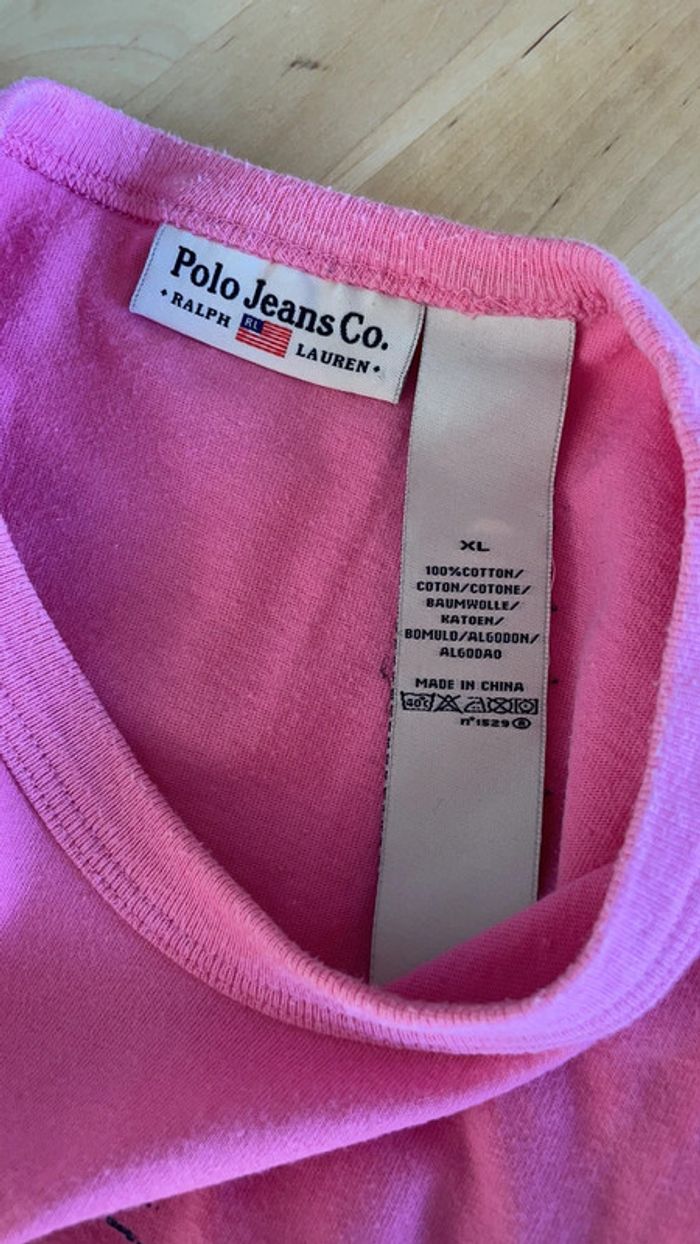 Polo Jeans Co.
• RALPH RL LAUREN •
XL
100%COTTON/
COTON/COTONE/
BAUMWOLLE/
KATOEN/
BOMULD/ALGODON/
ALGODAO
MADE IN CHINA
40°c
n°1529 ®